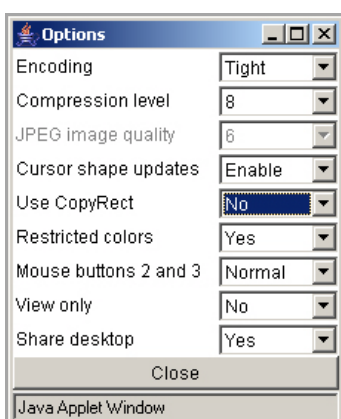 Options
Encoding Tight
Compression level 8
JPEG image quality 6
Cursor shape updates Enable
Use CopyRect No
Restricted colors Yes
Mouse buttons 2 and 3 Normal
View only No
Share desktop Yes
Close
Java Applet Window